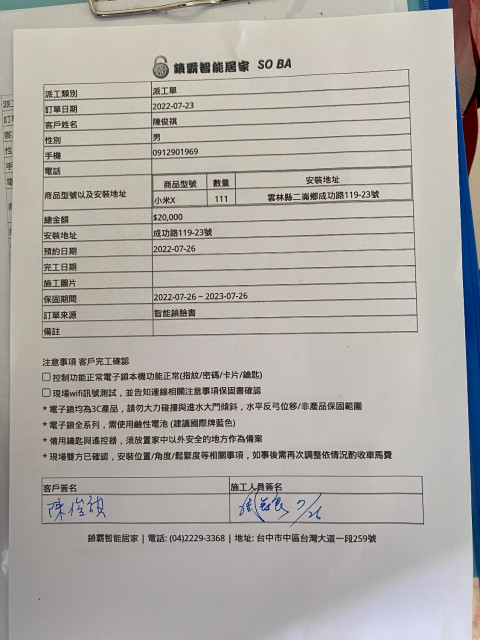 鎖霸智能居家 SO BA
派工類別 派工單
訂單日期 2022-07-23
客戶姓名 陳俊祺
性別 男
手機 0912901969
電話
商品型號以及安裝地址 商品型號 數量 安裝地址
小米X 111 雲林縣二崙鄉成功路119-23號
總金額 $20,000
安裝地址 成功路119-23號
預約日期 2022-07-26
完工日期
施工圖片
保固期間 2022-07-26 ~ 2023-07-26
訂單來源 智能鎖臉書
備註
注意事項 客戶完工確認
控制功能正常電子鎖本機功能正常(指紋/密碼/卡片/鑰匙)
現場wifi訊號測試，並告知連線相關注意事項保固書確認
* 電子鎖均為3C產品，請勿大力碰撞與進水大門傾斜，水平反弓位移/非產品保固範圍
* 電子鎖全系列，需使用鹼性電池 (建議國際牌藍色)
* 備用鑰匙與遙控器，須放置家中以外安全的地方作為備案
* 現場雙方已確認，安裝位置/角度/鬆緊度等相關事項，如事後需再次調整依情況酌收車馬費
客戶簽名 施工人員簽名
陳俊祺 7/26
鎖霸智能居家 | 電話: (04)2229-3368 | 地址: 台中市中區台灣大道一段259號